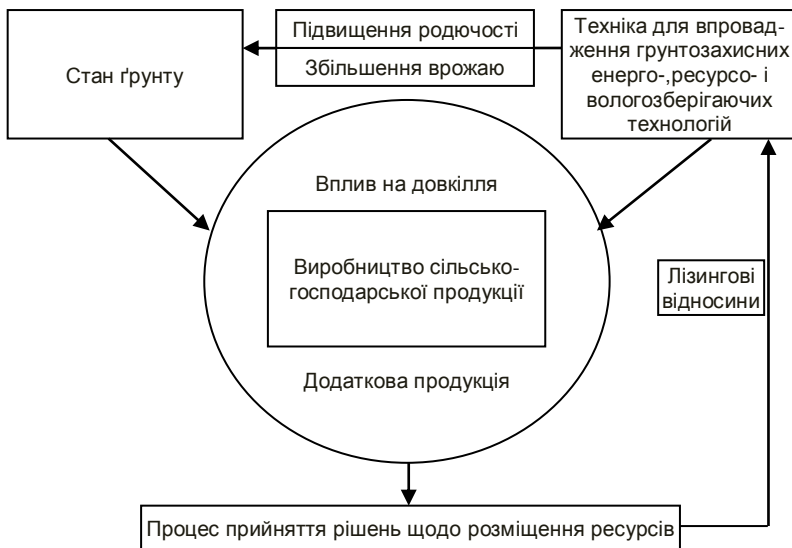 Стан ґрунту
Підвищення родючості
Збільшення врожаю
Техніка для впровад-
ження грунтозахисних
енерго-,ресурсо- і
вологозберігаючих
технологій
Вплив на довкілля
Виробництво сільсько-
господарської продукції
Додаткова продукція
Лізингові
відносини
Процес прийняття рішень щодо розміщення ресурсів